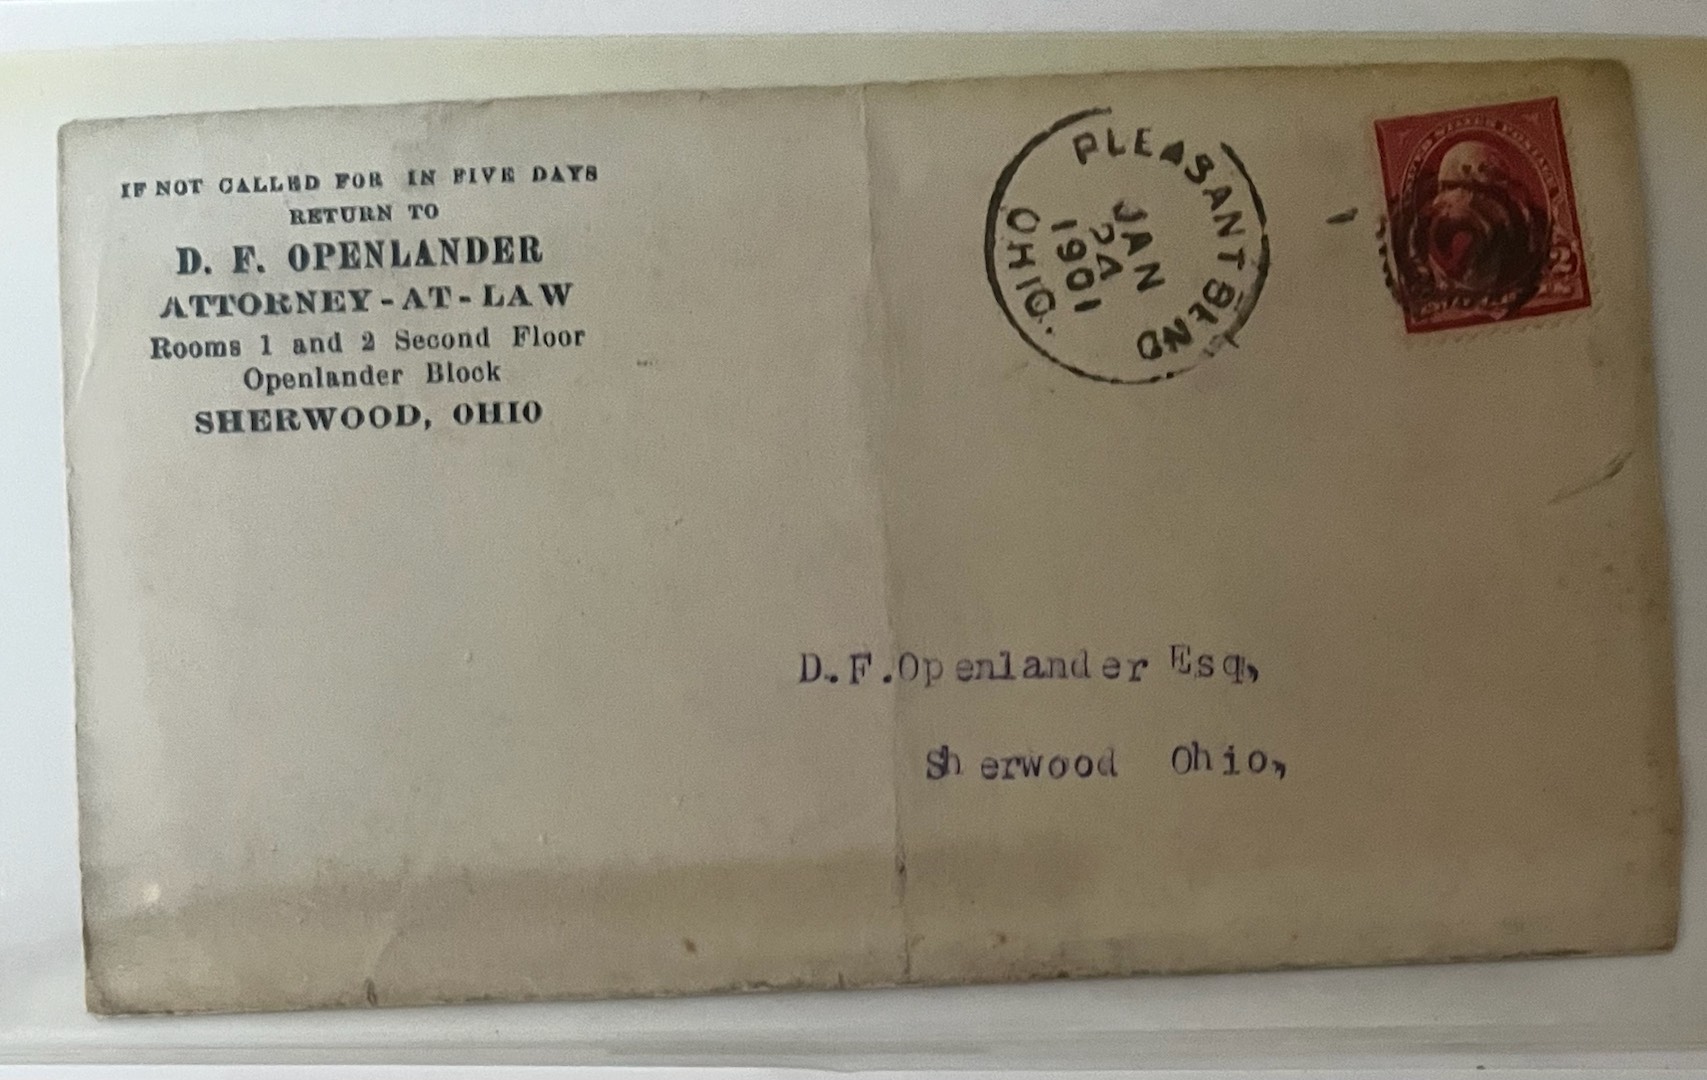 IF NOT CALLED FOR IN FIVE DAYS
RETURN TO
D. F. OPENLANDER
ATTORNEY-AT-LAW
Rooms 1 and 2 Second Floor
Openlander Block
SHERWOOD, OHIO
PLEASANT BEND
JAN
24
1901
OHIO.
2
D.F.Openlander Esq,
Sherwood Ohio,